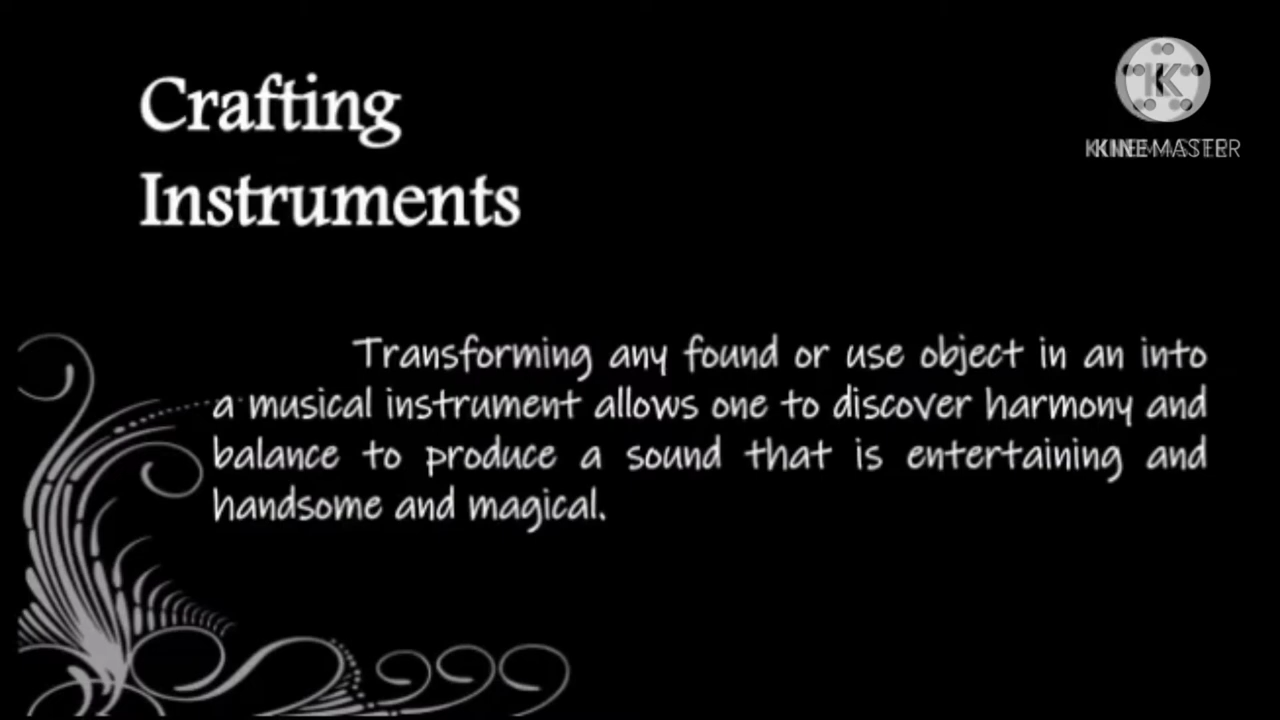 Crafting
Instruments
KINEMASTER
Transforming any found or use object in an into
a musical instrument allows one to discover harmony and
balance to produce a sound that is entertaining and
handsome and magical.